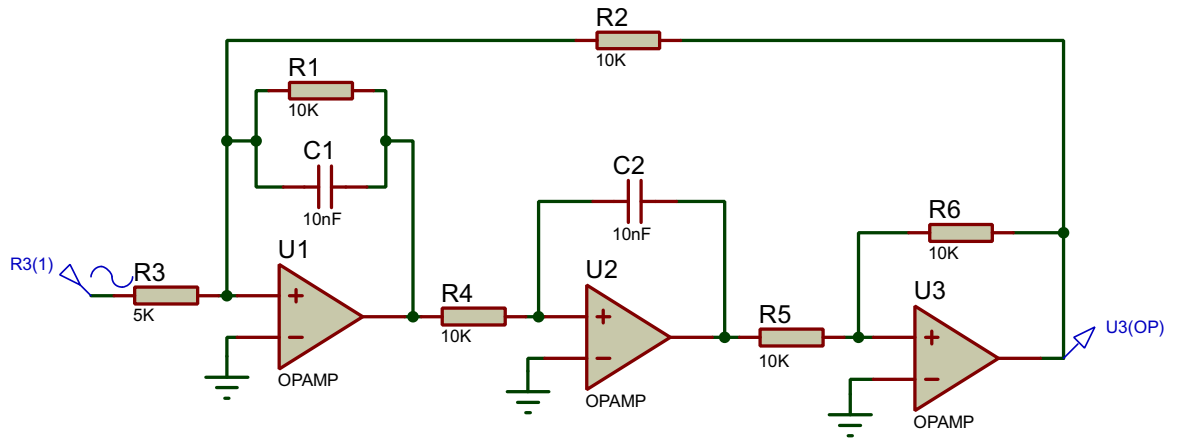 R2
10K
R1
10K
C1
10nF
C2
10nF
R6
10K
R3(1)
R3
5K
U1
+
−
OPAMP
R4
10K
U2
+
−
OPAMP
R5
10K
U3
+
−
OPAMP
U3(OP)